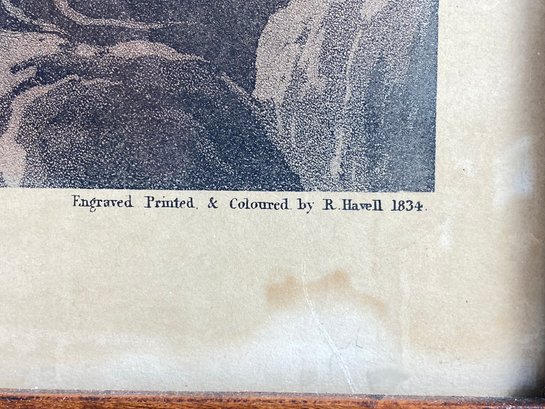 Engraved Printed, & Coloured by R. Havell 1834.